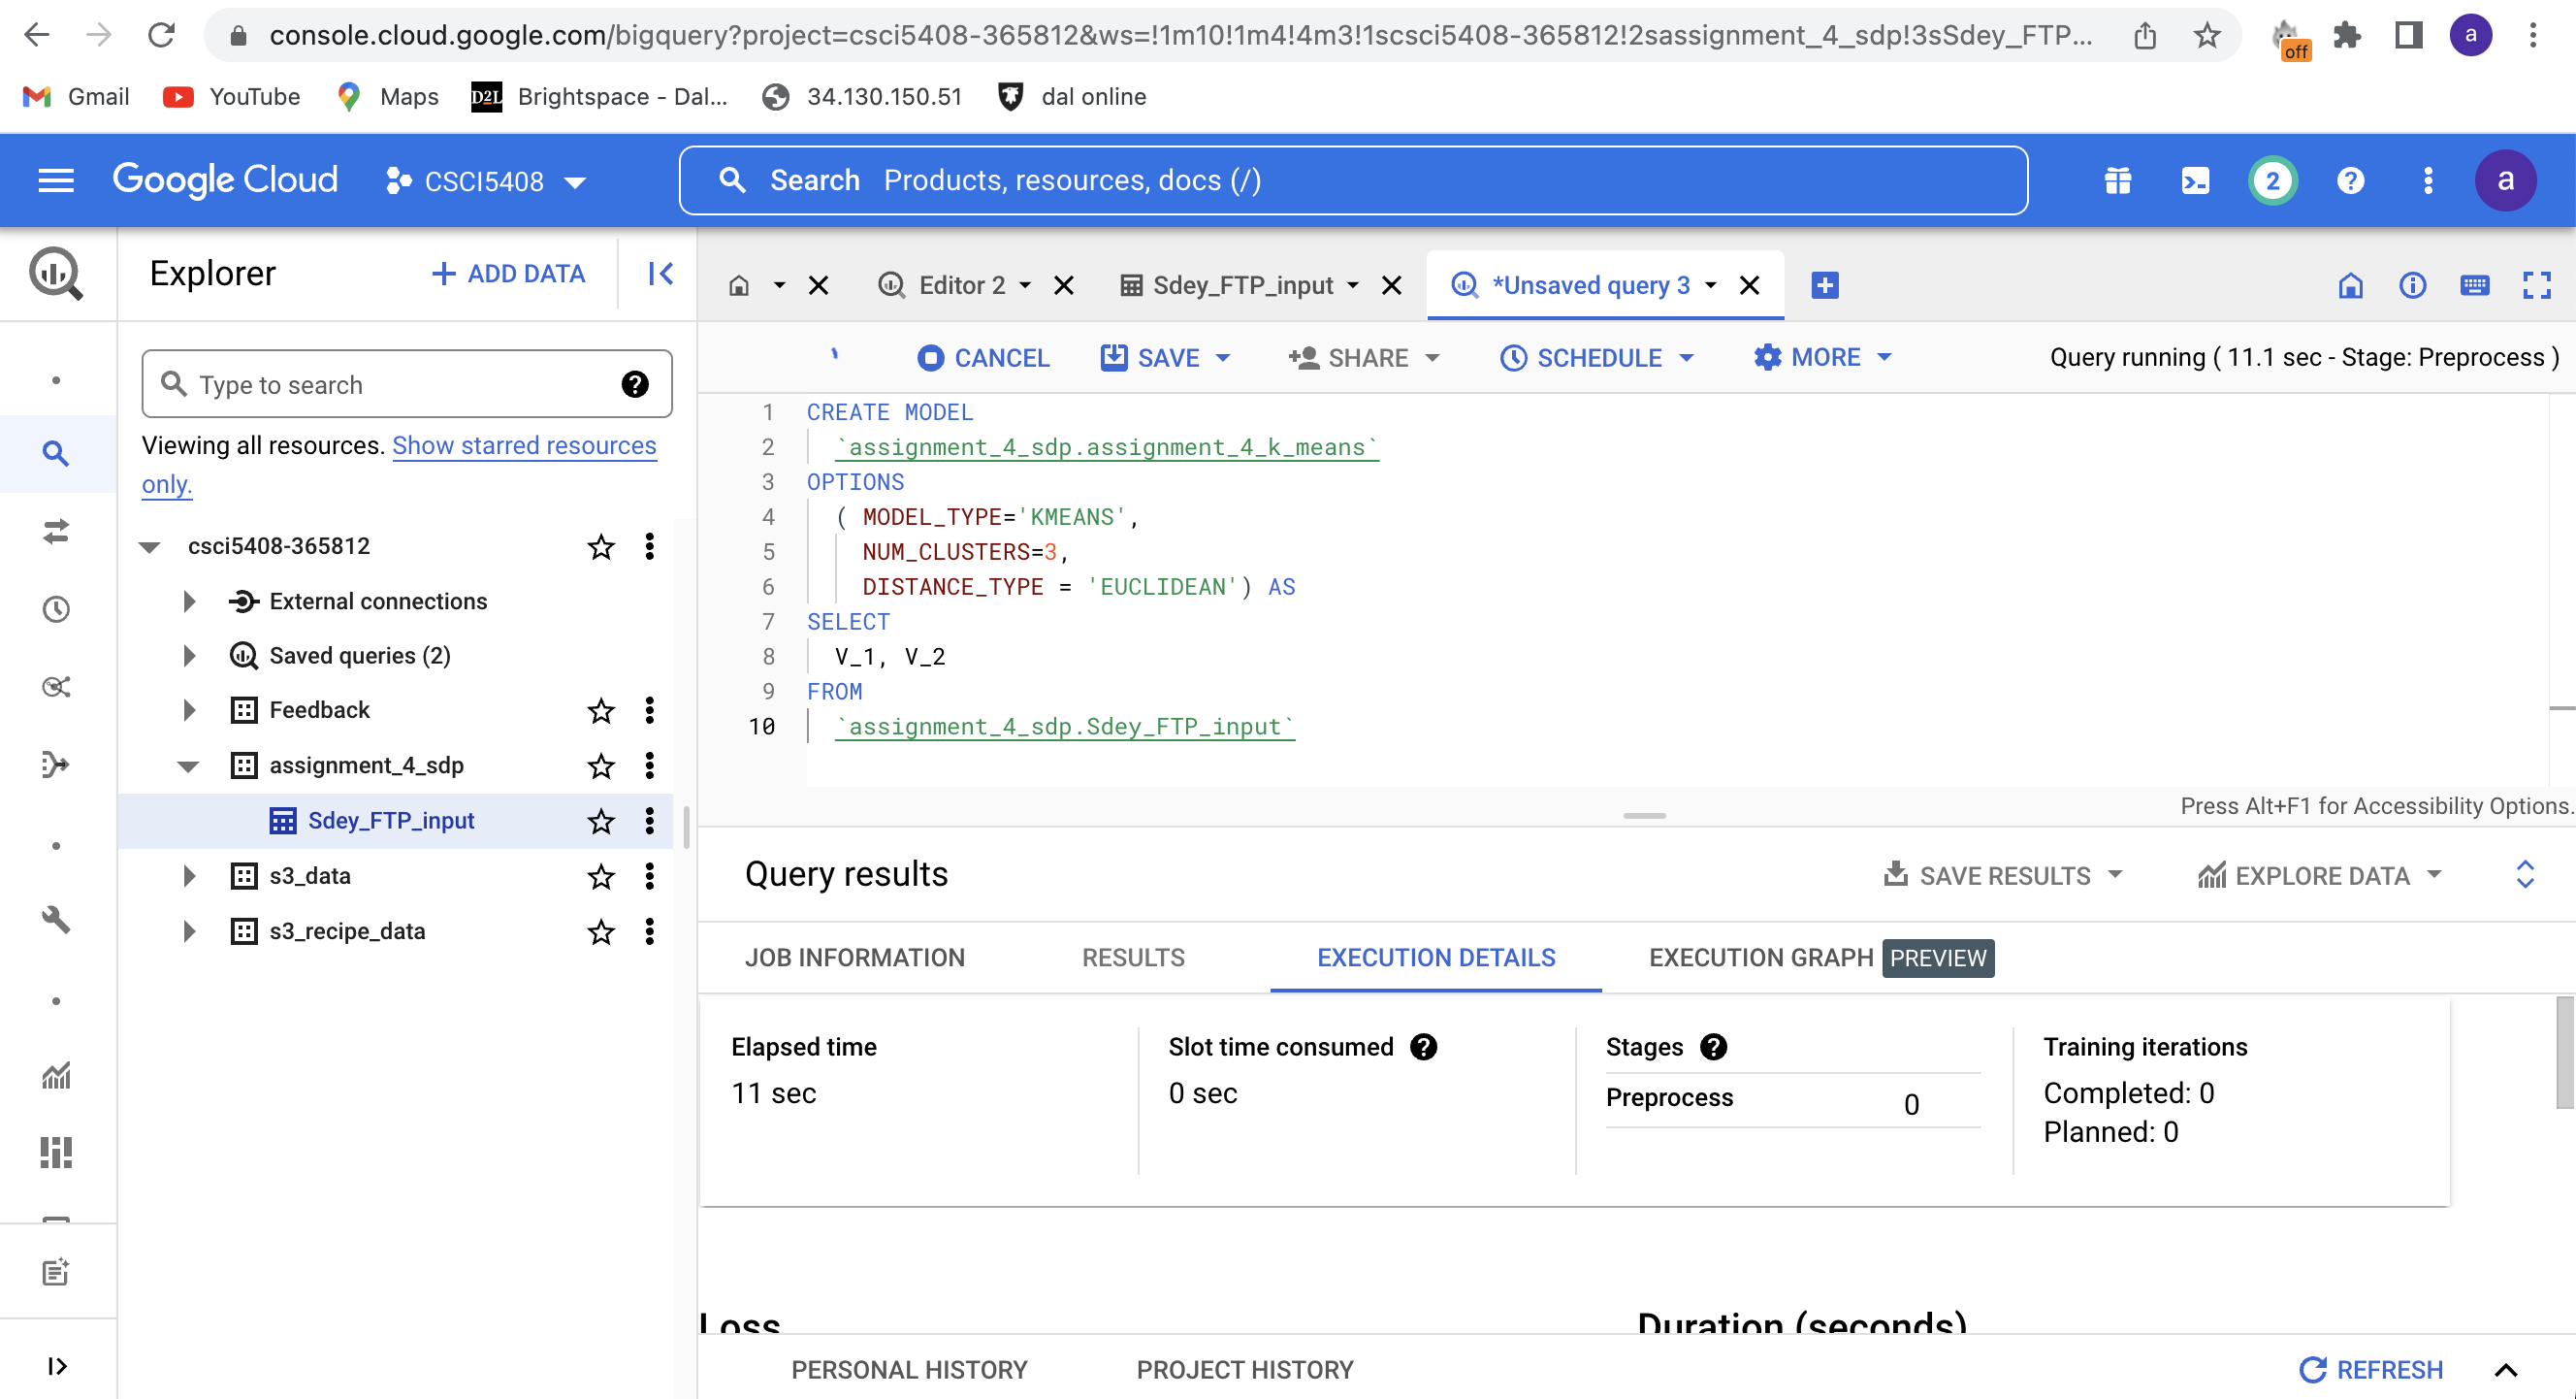 console.cloud.google.com/bigquery?project=csci5408-365812&ws=!1m10!1m4!4m3!1scsci5408-365812!2sassignment_4_sdp!3sSdey_FTP...
off
a
Gmail
YouTube
Maps
D2L
Brightspace - Dal...
34.130.150.51
dal online
Google Cloud
CSCI5408
Search Products, resources, docs (/)
2
a
Explorer
+ ADD DATA
Editor 2
Sdey_FTP_input
*Unsaved query 3
CANCEL
SAVE
SHARE
SCHEDULE
MORE
Query running ( 11.1 sec - Stage: Preprocess )
Type to search
Viewing all resources. Show starred resources
only.
csci5408-365812
External connections
Saved queries (2)
Feedback
assignment_4_sdp
Sdey_FTP_input
s3_data
s3_recipe_data
1 CREATE MODEL
2 `assignment_4_sdp.assignment_4_k_means`
3 OPTIONS
4 ( MODEL_TYPE='KMEANS',
5 NUM_CLUSTERS=3,
6 DISTANCE_TYPE = 'EUCLIDEAN') AS
7 SELECT
8 V_1, V_2
9 FROM
10 `assignment_4_sdp.Sdey_FTP_input`
Press Alt+F1 for Accessibility Options.
Query results
SAVE RESULTS
EXPLORE DATA
JOB INFORMATION
RESULTS
EXECUTION DETAILS
EXECUTION GRAPH PREVIEW
Elapsed time
11 sec
Slot time consumed
0 sec
Stages
Preprocess 0
Training iterations
Completed: 0
Planned: 0
Loss
Duration (seconds)
PERSONAL HISTORY
PROJECT HISTORY
REFRESH